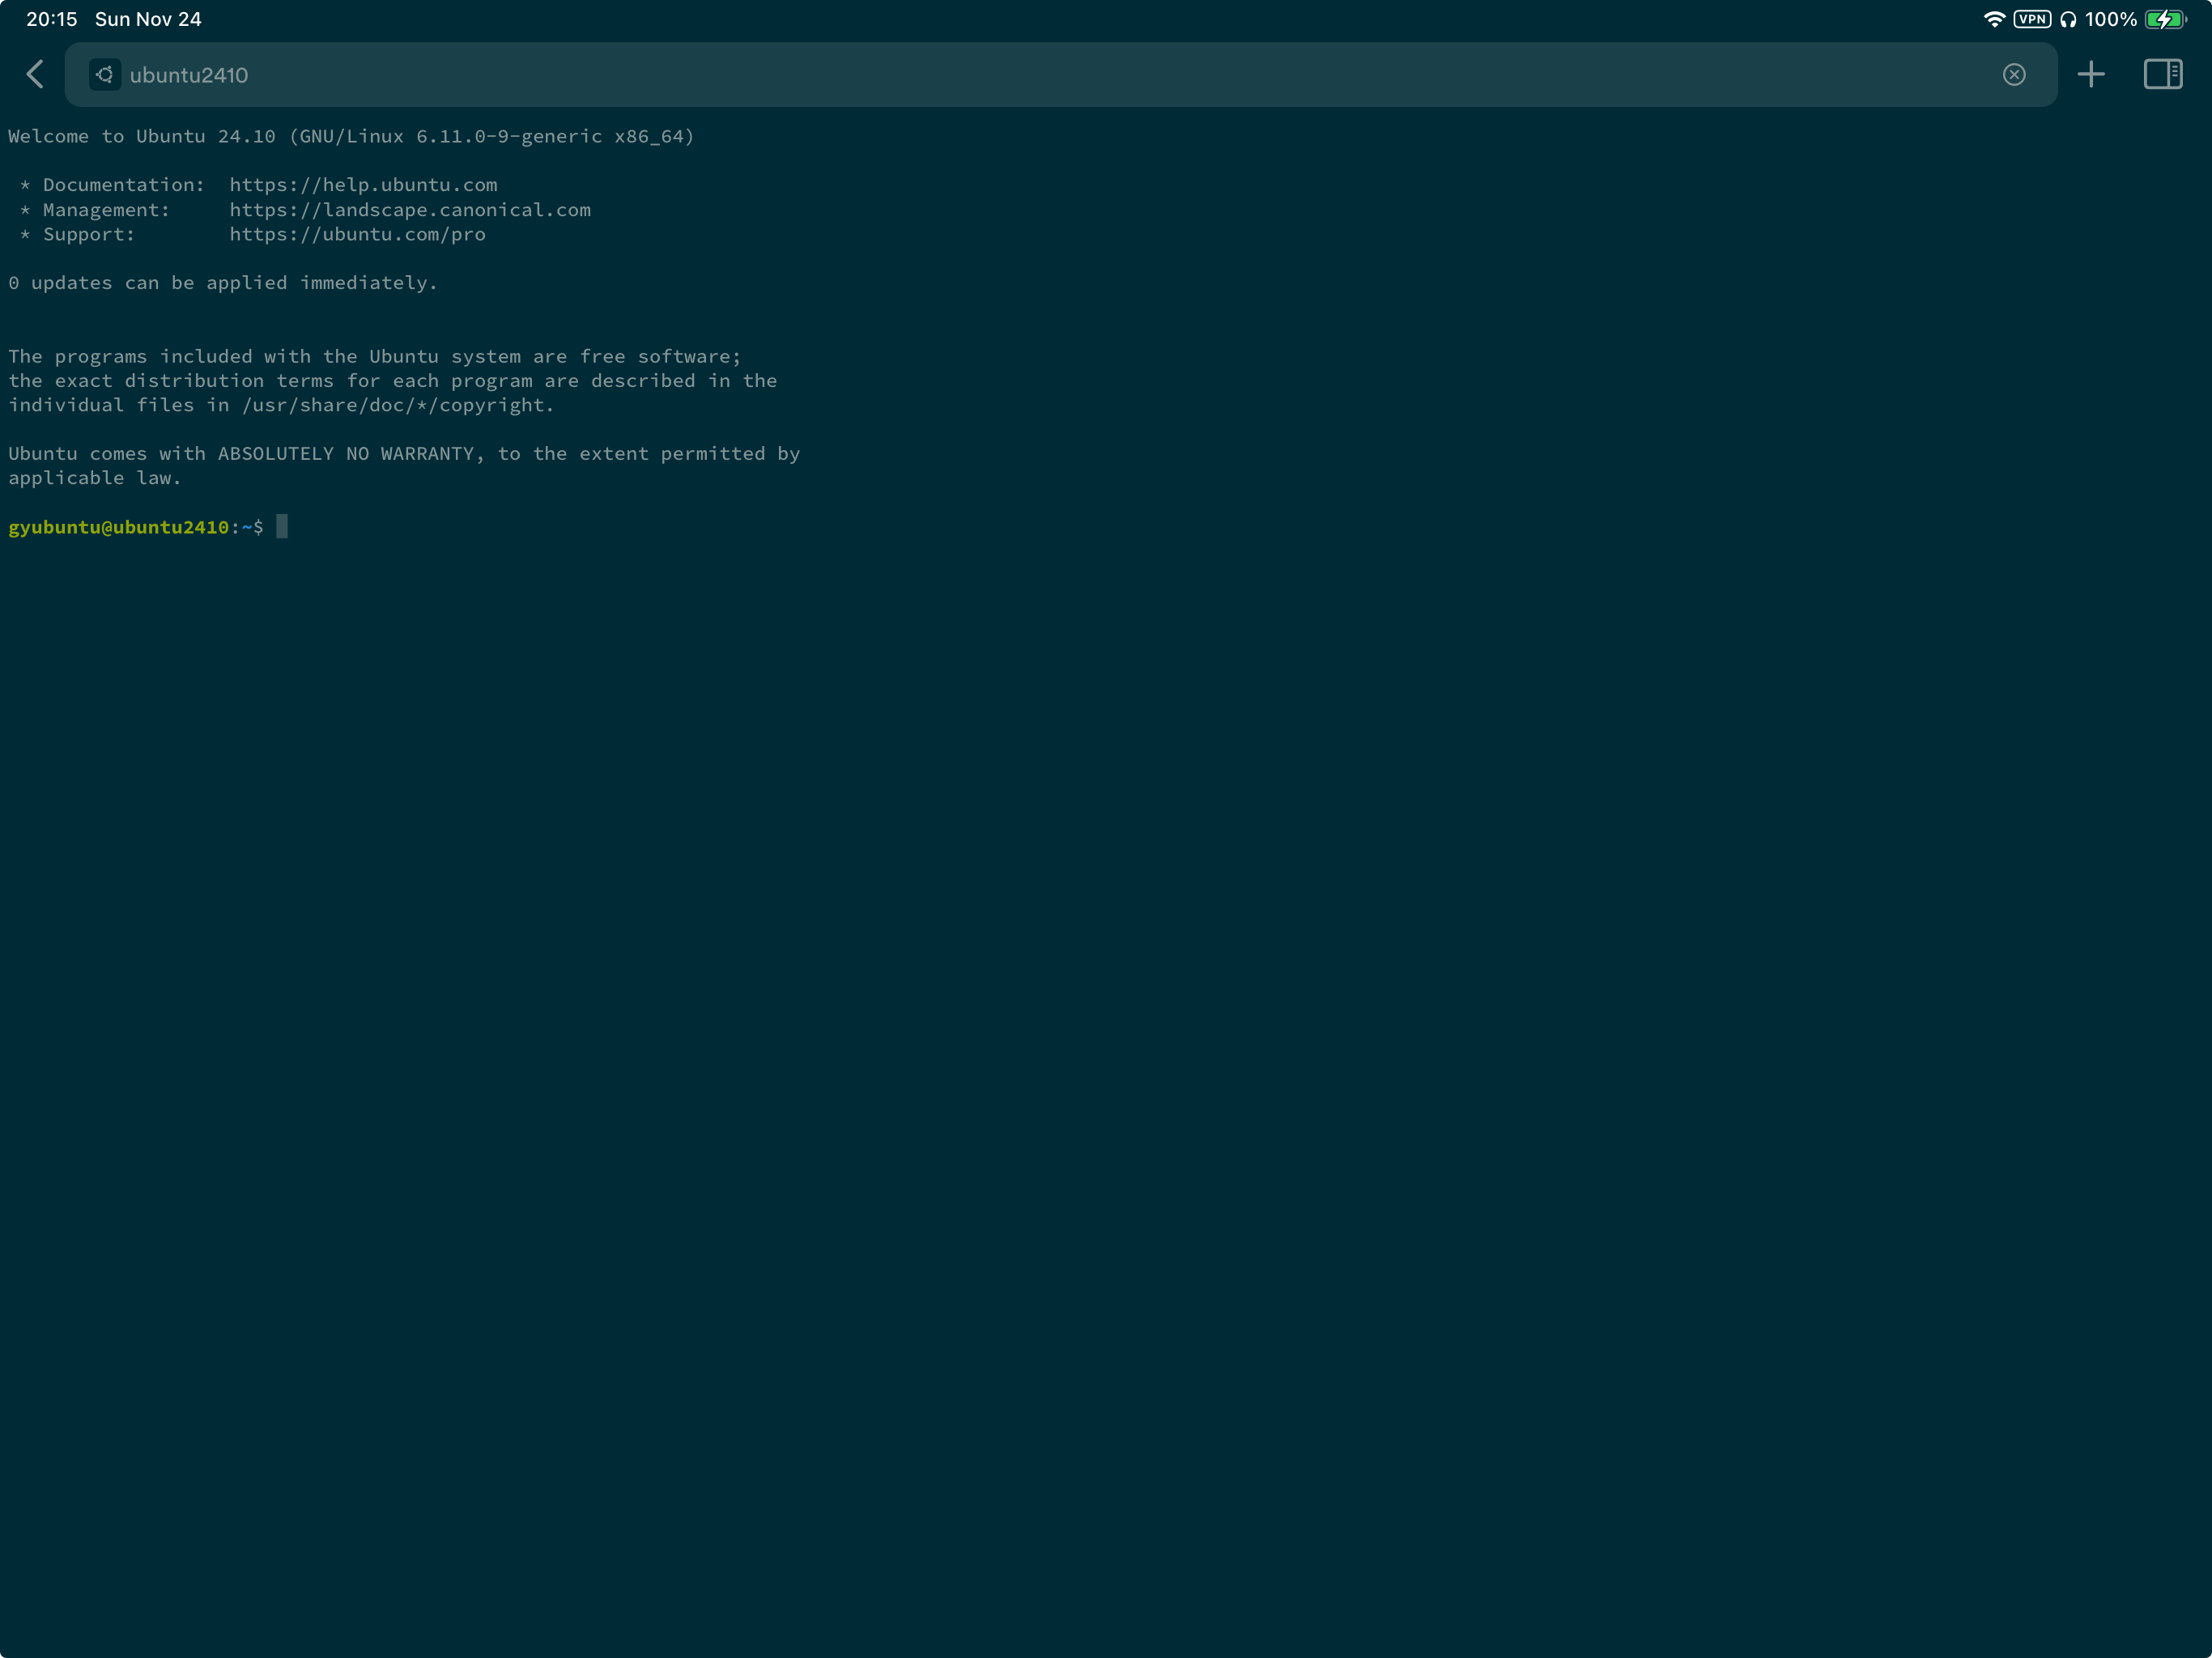 20:15 Sun Nov 24 VPN 100%
ubuntu2410
Welcome to Ubuntu 24.10 (GNU/Linux 6.11.0-9-generic x86_64)
* Documentation: https://help.ubuntu.com
* Management: https://landscape.canonical.com
* Support: https://ubuntu.com/pro
0 updates can be applied immediately.
The programs included with the Ubuntu system are free software;
the exact distribution terms for each program are described in the
individual files in /usr/share/doc/*/copyright.
Ubuntu comes with ABSOLUTELY NO WARRANTY, to the extent permitted by
applicable law.
gyubuntu@ubuntu2410:~$